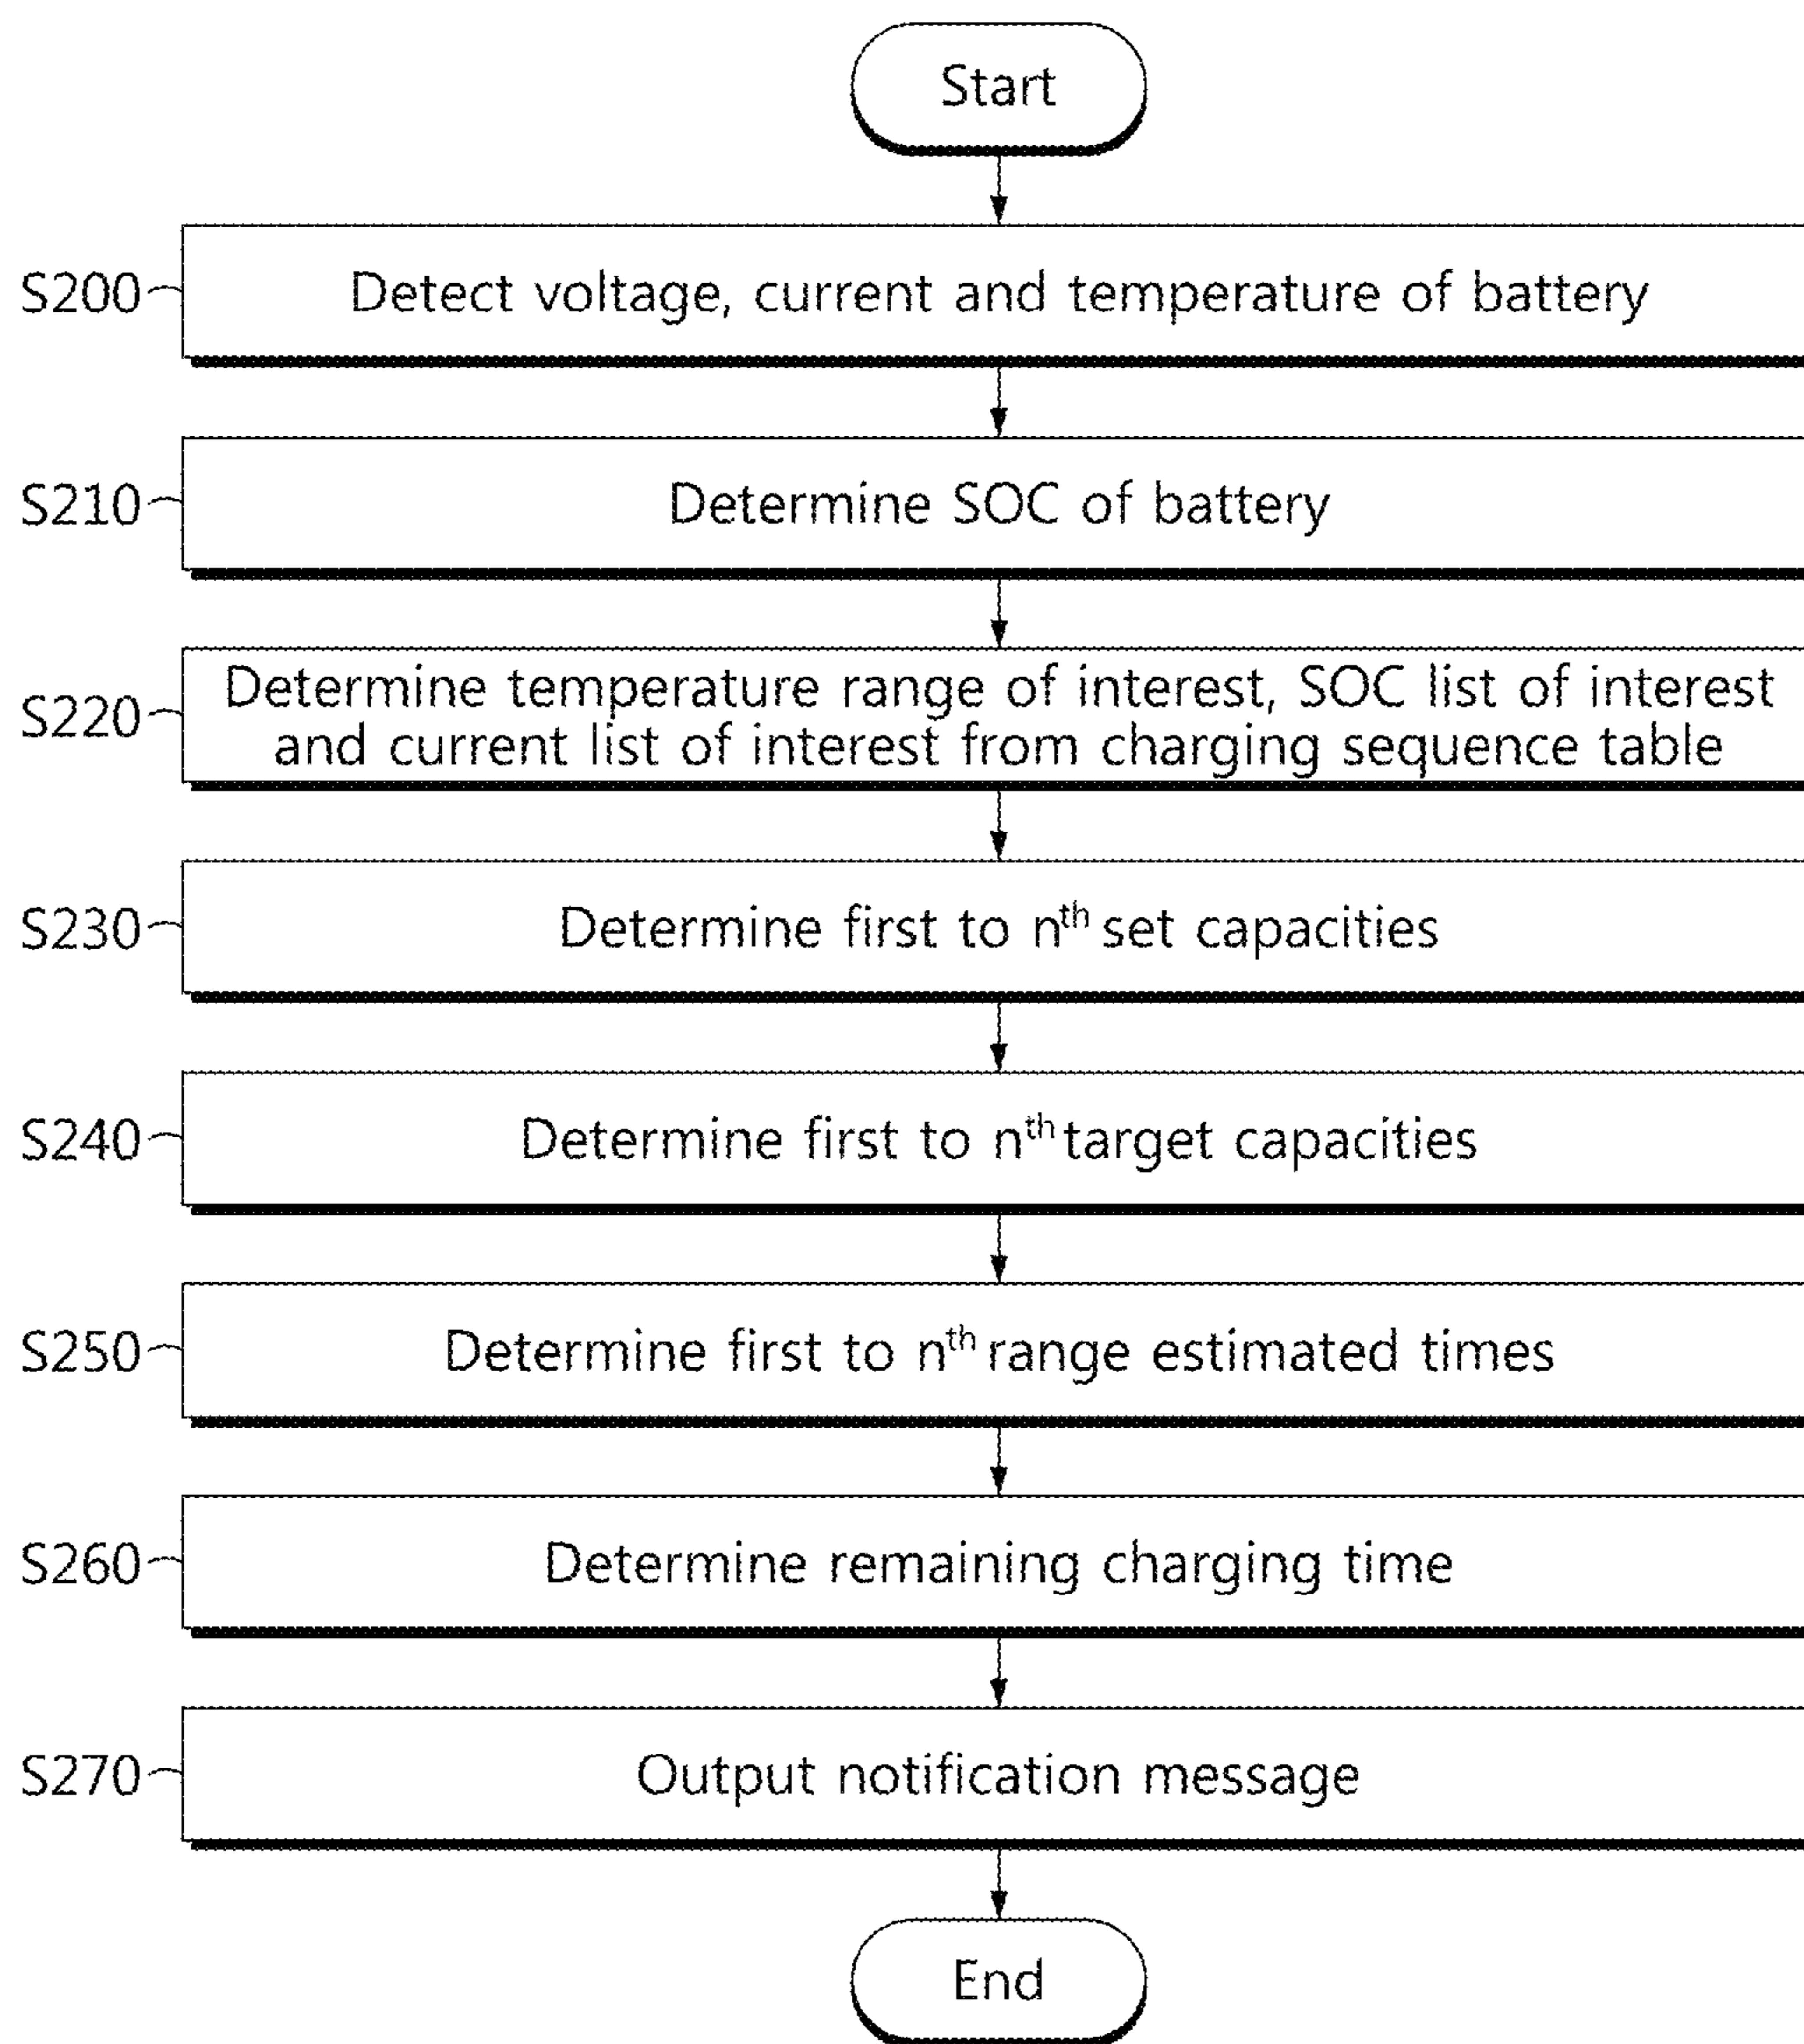 Start
S200 Detect voltage, current and temperature of battery
S210 Determine SOC of battery
S220 Determine temperature range of interest, SOC list of interest
and current list of interest from charging sequence table
S230 Determine first to nth set capacities
S240 Determine first to nth target capacities
S250 Determine first to nth range estimated times
S260 Determine remaining charging time
S270 Output notification message
End